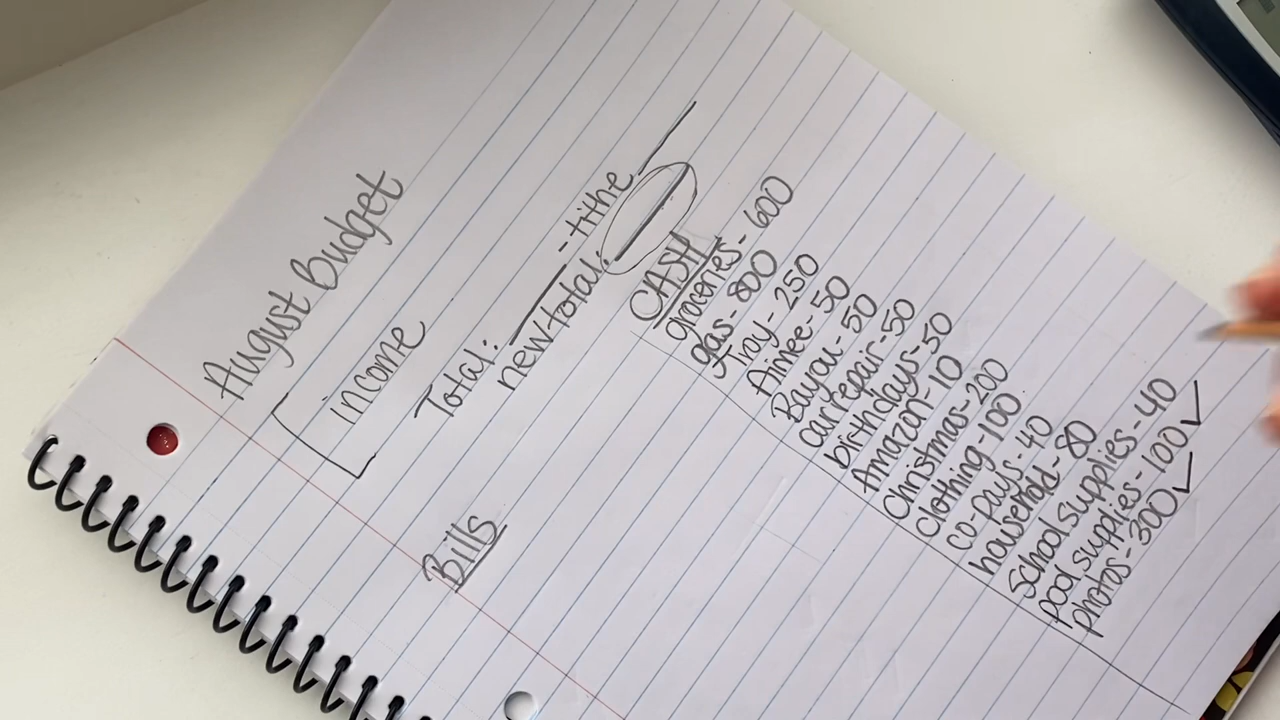 August Budget
income
Total:
- tithe
new total:
Bills
CASH
groceries - 600
gas - 800
Tray - 250
Aimee - 50
Bayou - 50
car repair - 50
birthdays - 50
Amazon - 10
Christmas - 200
clothing - 100
co-pays - 40
household - 80
School supplies - 40
pool supplies - 100 ✓
photos - 300 ✓